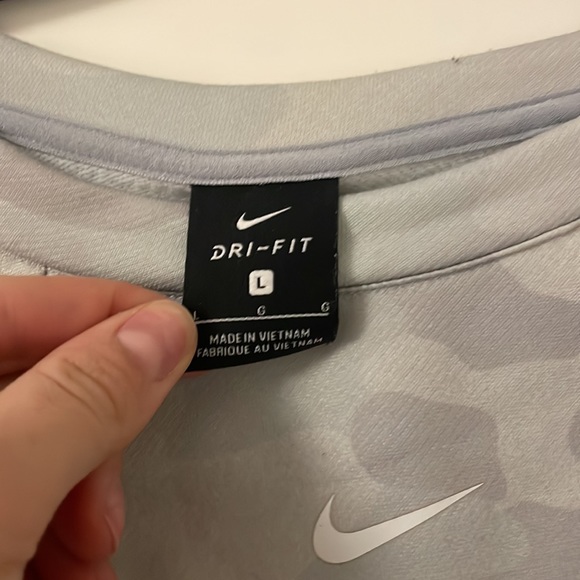 DRI-FIT
L
L G G
MADE IN VIETNAM
FABRIQUE AU VIETNAM